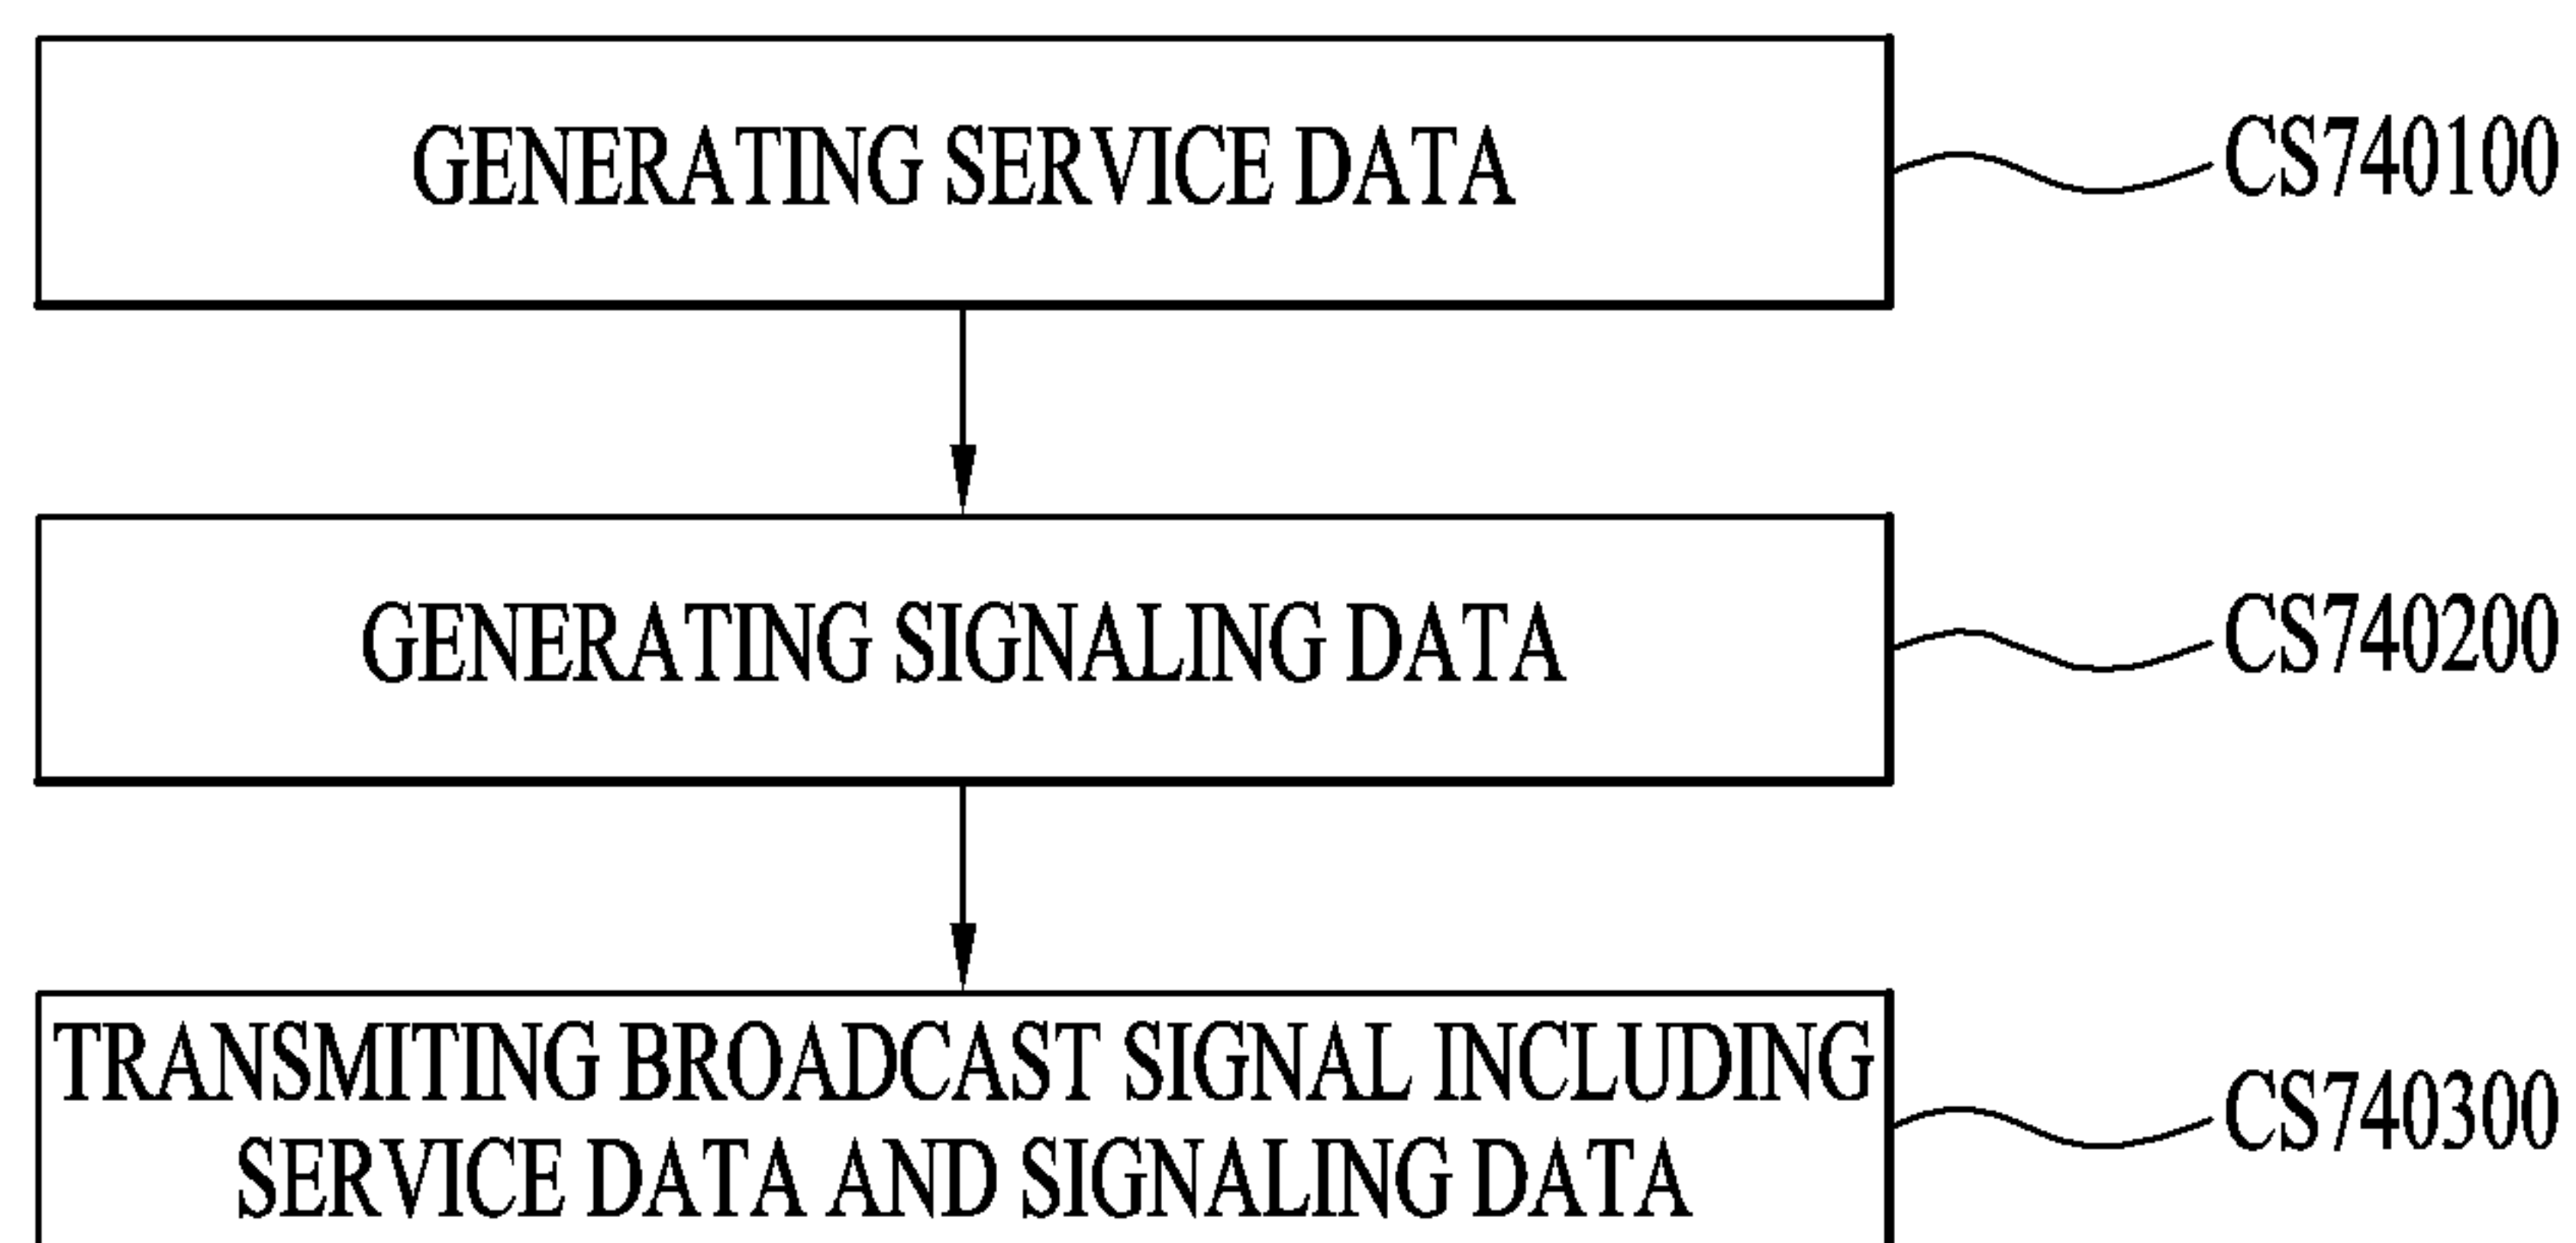 GENERATING SERVICE DATA
CS740100
GENERATING SIGNALING DATA
CS740200
TRANSMITING BROADCAST SIGNAL INCLUDING
SERVICE DATA AND SIGNALING DATA
CS740300